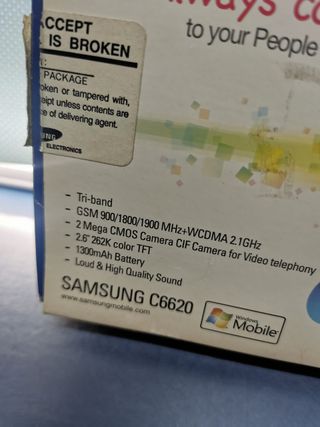 ways c
to your People
ACCEPT
IS BROKEN
PACKAGE
oken or tampered with,
eipt unless contents are
ce of delivering agent.
ELECTRONICS
- Tri-band
- GSM 900/1800/1900 MHz+WCDMA 2.1GHz
- 2 Mega CMOS Camera CIF Camera for Video telephony
- 2.6" 262K color TFT
- 1300mAh Battery
- Loud & High Quality Sound
SAMSUNG C6620
www.samsungmobile.com
Windows
Mobile